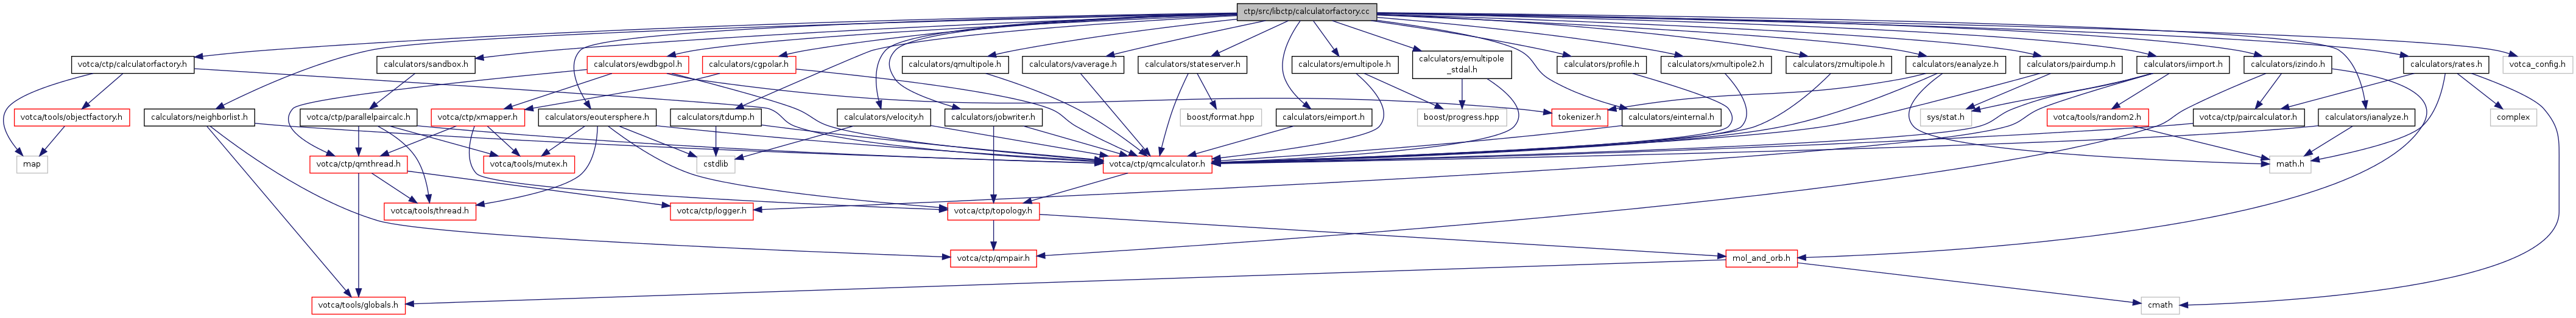 ctp/src/libctp/calculatorfactory.cc
votca/ctp/calculatorfactory.h
calculators/sandbox.h
calculators/ewdbgpol.h
calculators/cgpolar.h
calculators/qmultipole.h
calculators/vaverage.h
calculators/stateserver.h
calculators/emultipole.h
calculators/emultipole
_stdal.h
calculators/profile.h
calculators/xmultipole2.h
calculators/zmultipole.h
calculators/eanalyze.h
calculators/pairdump.h
calculators/iimport.h
calculators/izindo.h
calculators/rates.h
votca_config.h
votca/tools/objectfactory.h
calculators/neighborlist.h
votca/ctp/parallelpaircalc.h
votca/ctp/xmapper.h
calculators/eoutersphere.h
calculators/tdump.h
calculators/velocity.h
calculators/jobwriter.h
boost/format.hpp
calculators/eimport.h
boost/progress.hpp
tokenizer.h
calculators/einternal.h
sys/stat.h
votca/tools/random2.h
votca/ctp/paircalculator.h
calculators/ianalyze.h
complex
map
votca/ctp/qmthread.h
votca/tools/mutex.h
cstdlib
votca/ctp/qmcalculator.h
math.h
votca/tools/thread.h
votca/ctp/logger.h
votca/ctp/topology.h
votca/ctp/qmpair.h
mol_and_orb.h
votca/tools/globals.h
cmath